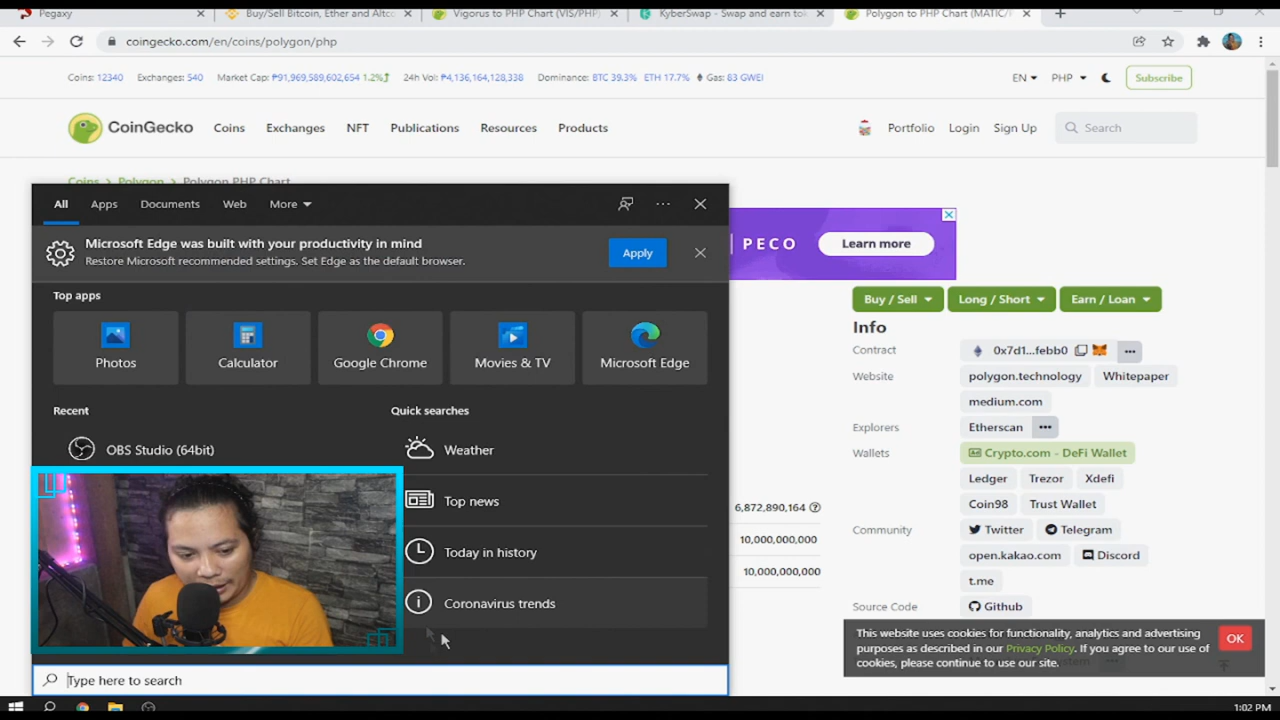 Pegaxy
Buy/Sell Bitcoin, Ether and Altco
Vigorus to PHP Chart (VIS/PHP)
KyberSwap - Swap and earn tok
Polygon to PHP Chart (MATIC/
coingecko.com/en/coins/polygon/php
Coins: 12340 Exchanges: 540 Market Cap: ₱91,969,589,602,654 1.2% 24h Vol: ₱4,136,164,128,338 Dominance: BTC 39.3% ETH 17.7% Gas: 83 GWEI
EN PHP Subscribe
CoinGecko Coins Exchanges NFT Publications Resources Products
Portfolio Login Sign Up Search
Coins Polygon Polygon PHP Chart
All Apps Documents Web More
Microsoft Edge was built with your productivity in mind
Restore Microsoft recommended settings. Set Edge as the default browser.
Apply
Top apps
Photos Calculator Google Chrome Movies & TV Microsoft Edge
Recent
OBS Studio (64bit)
Quick searches
Weather
Top news
Today in history
Coronavirus trends
Type here to search
PECO Learn more
Buy / Sell Long / Short Earn / Loan
6,872,890,164
10,000,000,000
10,000,000,000
Info
Contract 0x7d1...febb0
Website polygon.technology Whitepaper
medium.com
Explorers Etherscan
Wallets Crypto.com - DeFi Wallet
Ledger Trezor Xdefi
Coin98 Trust Wallet
Community Twitter Telegram
open.kakao.com Discord
t.me
Source Code Github
This website uses cookies for functionality, analytics and advertising
purposes as described in our Privacy Policy. If you agree to our use of
cookies, please continue to use our site.
OK
1:02 PM